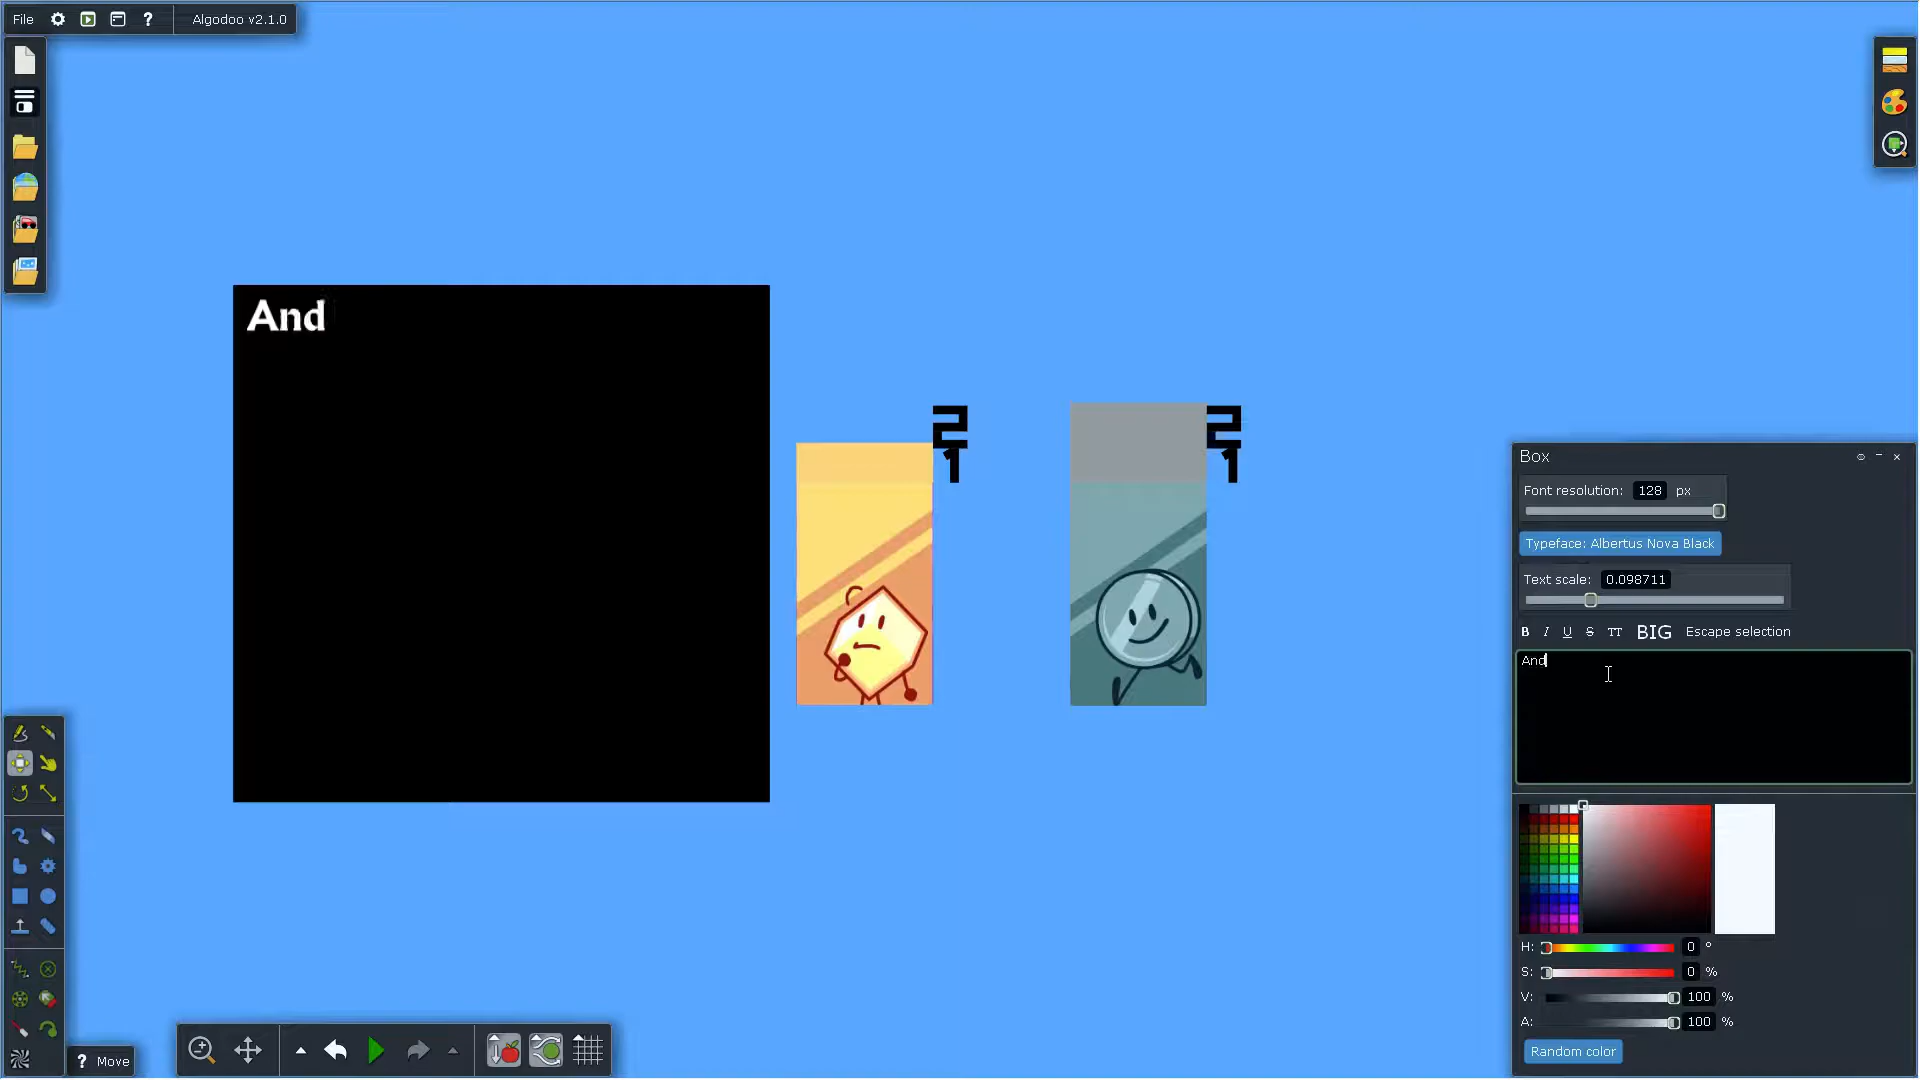 File ? Algodoo v2.1.0
And
2
1
2
1
Box
Font resolution: 128 px
Typeface: Albertus Nova Black
Text scale: 0.098711
B I U S TT BIG Escape selection
And
H: 0 °
S: 0 %
V: 100 %
A: 100 %
Random color
? Move